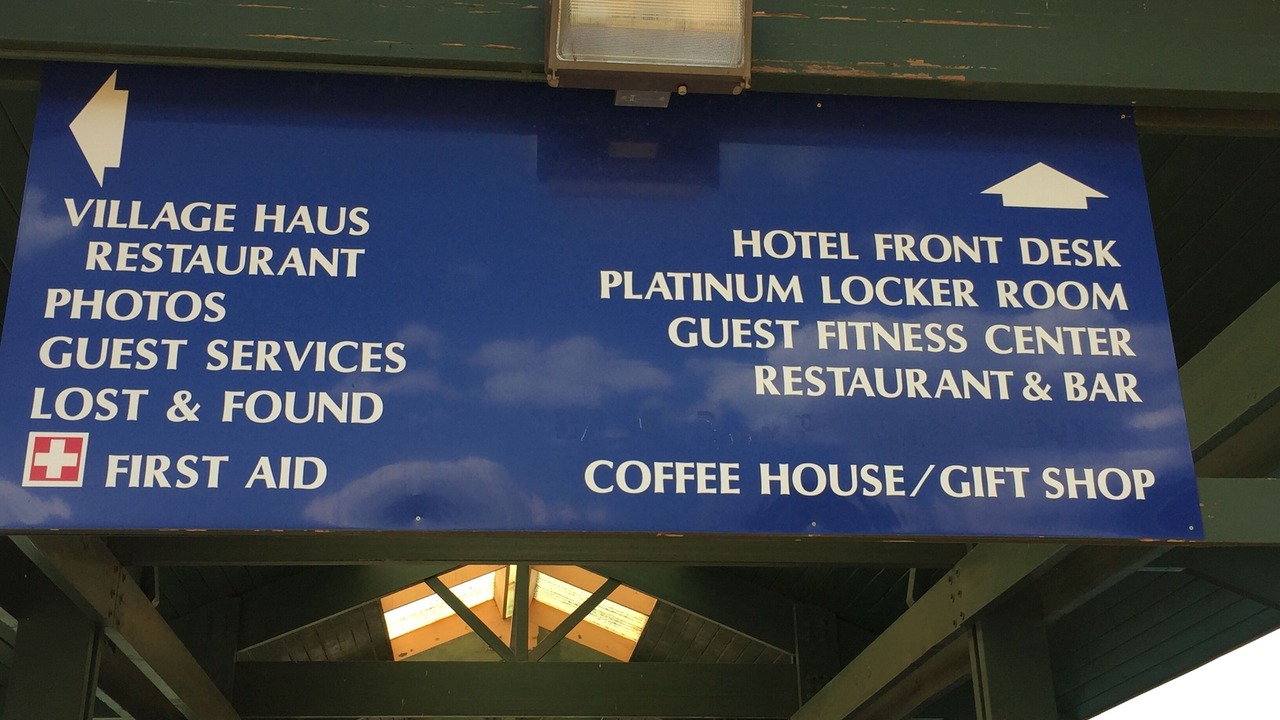 VILLAGE HAUS
RESTAURANT
PHOTOS
GUEST SERVICES
LOST & FOUND
FIRST AID
HOTEL FRONT DESK
PLATINUM LOCKER ROOM
GUEST FITNESS CENTER
RESTAURANT & BAR
COFFEE HOUSE/GIFT SHOP